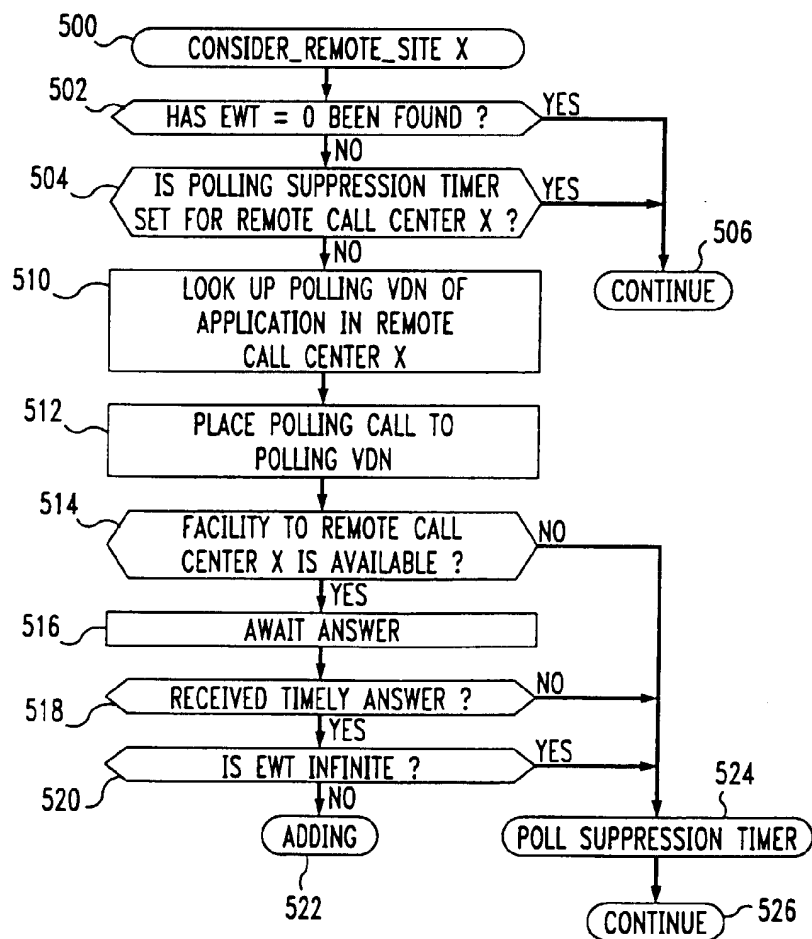 500
CONSIDER_REMOTE_SITE X
502
HAS EWT = 0 BEEN FOUND ?
YES
NO
504
IS POLLING SUPPRESSION TIMER
SET FOR REMOTE CALL CENTER X ?
YES
NO
506
CONTINUE
510
LOOK UP POLLING VDN OF
APPLICATION IN REMOTE
CALL CENTER X
512
PLACE POLLING CALL TO
POLLING VDN
514
FACILITY TO REMOTE CALL
CENTER X IS AVAILABLE ?
NO
YES
516
AWAIT ANSWER
518
RECEIVED TIMELY ANSWER ?
NO
YES
520
IS EWT INFINITE ?
YES
NO
522
ADDING
524
POLL SUPPRESSION TIMER
CONTINUE
526